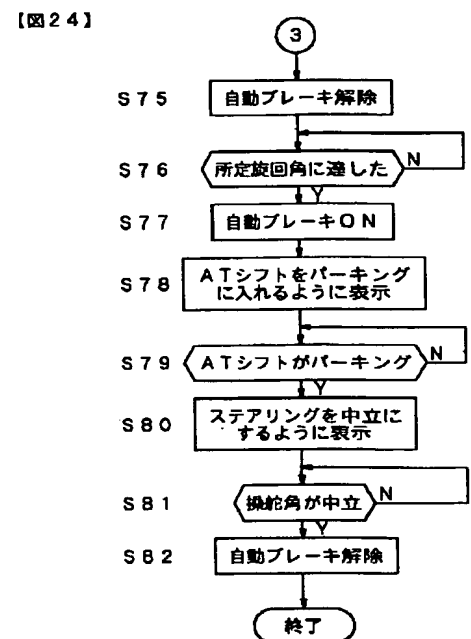 【図24】
3
S75 自動ブレーキ解除
S76 所定旋回角に達した N
Y
S77 自動ブレーキON
S78 ATシフトをパーキング
に入れるように表示
S79 ATシフトがパーキング N
Y
S80 ステアリングを中立に
するように表示
S81 操舵角が中立 N
Y
S82 自動ブレーキ解除
終了